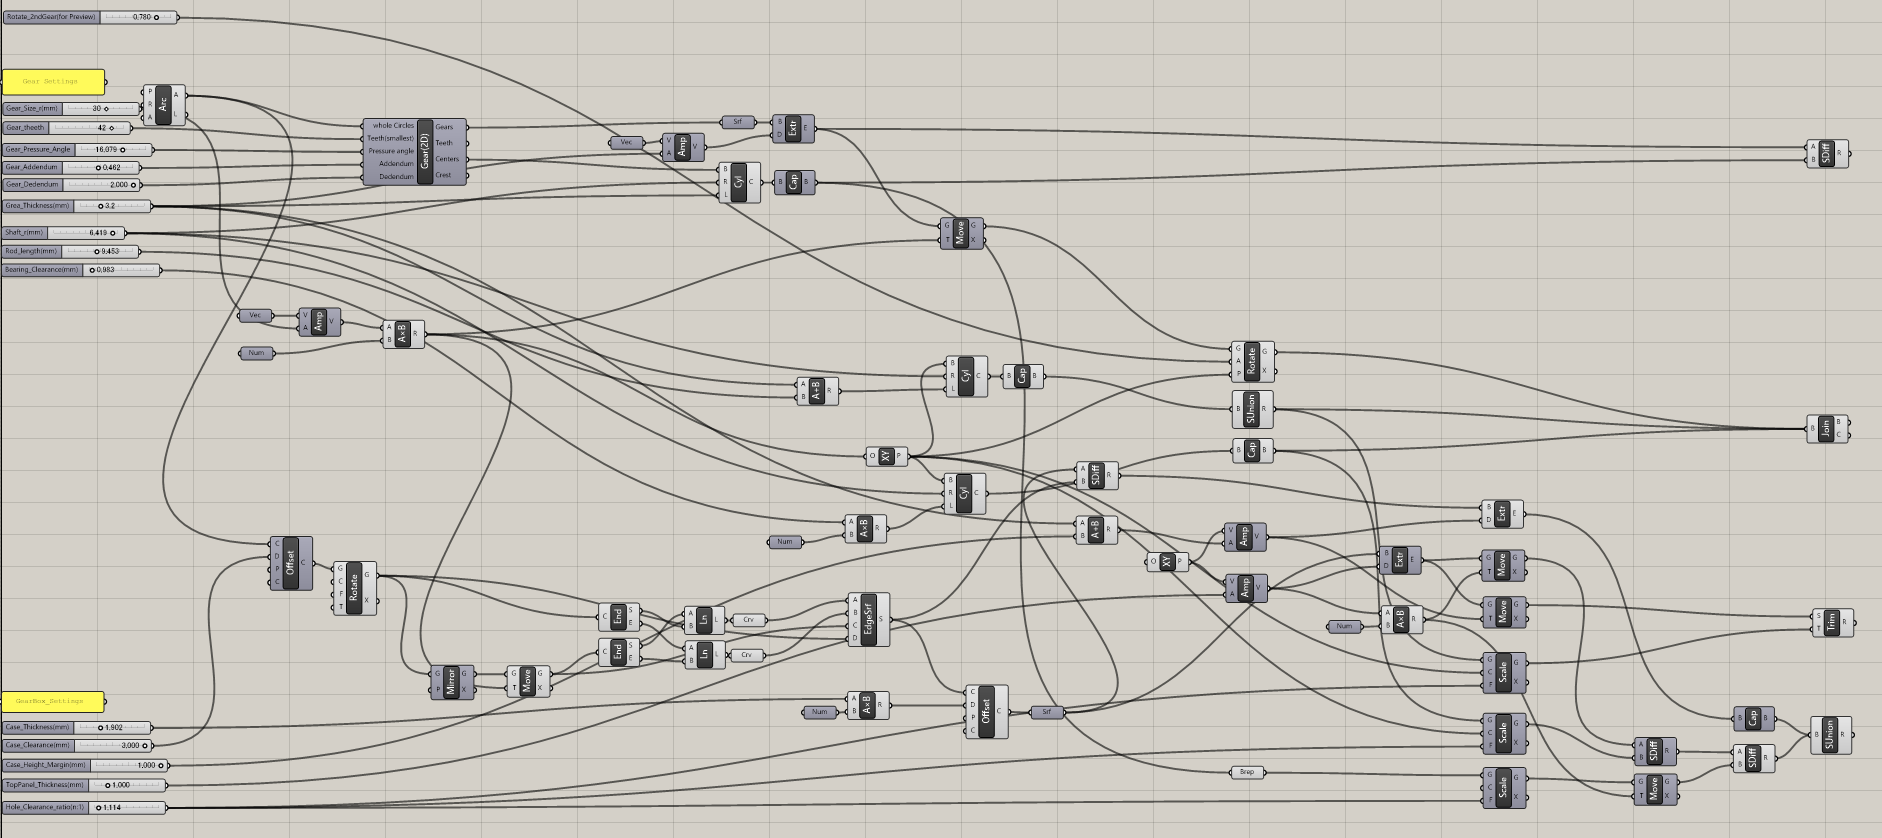 Rotate_2ndGear(for Preview) 0.780
Gear Settings
P R A Arc A L
Gear_Size_r(mm) 30
Gear_theeth 42
Gear_Pressure_Angle 16.079
Gear_Addendum 0.462
Gear_Dedendum 2.000
Grea_Thickness(mm) 3.2
Shaft_r(mm) 6.419
Rod_length(mm) 9.453
Bearing_Clearance(mm) 0.983
whole Circles
Teeth(smallest)
Pressure angle
Addendum
Dedendum
Gear(2D)
Gears
Teeth
Centers
Crest
Vec
V A Amp V
Srf
B D Extr E
B R L Cyl C
B Cap B
G T Move G X
A B SDiff R
Vec
V A Amp V
Num
A B A×B R
A B A+B R
B R L Cyl C
B Cap B
G A P Rotate G X
B SUnion R
B Cap B
B Join B C
O XY P
B R L Cyl C
A B SDiff R
Num
A B A×B R
A B A+B R
O XY P
V A Amp V
V A Amp V
B D Extr E
B D Extr E
G T Move G X
G T Move G X
Num
A B A×B R
S T Trim
C D P C Offset C
G C F T Rotate G X
C End S E
C End S E
A B Ln L
A B Ln L
Crv
Crv
A B C D EdgeSrf S
G P Mirror G X
G T Move G X
G C F Scale G X
G C F Scale G X
G C F Scale G X
Num
A B A×B R
C D P C Offset C
Srf
Brep
B Cap B
A B SDiff R
A B SDiff R
G T Move G X
B SUnion R
GearBox_Settings
Case_Thickness(mm) 1.902
Case_Clearance(mm) 3.000
Case_Height_Margin(mm) 1.000
TopPanel_Thickness(mm) 1.000
Hole_Clearance_ratio(n:1) 1.114